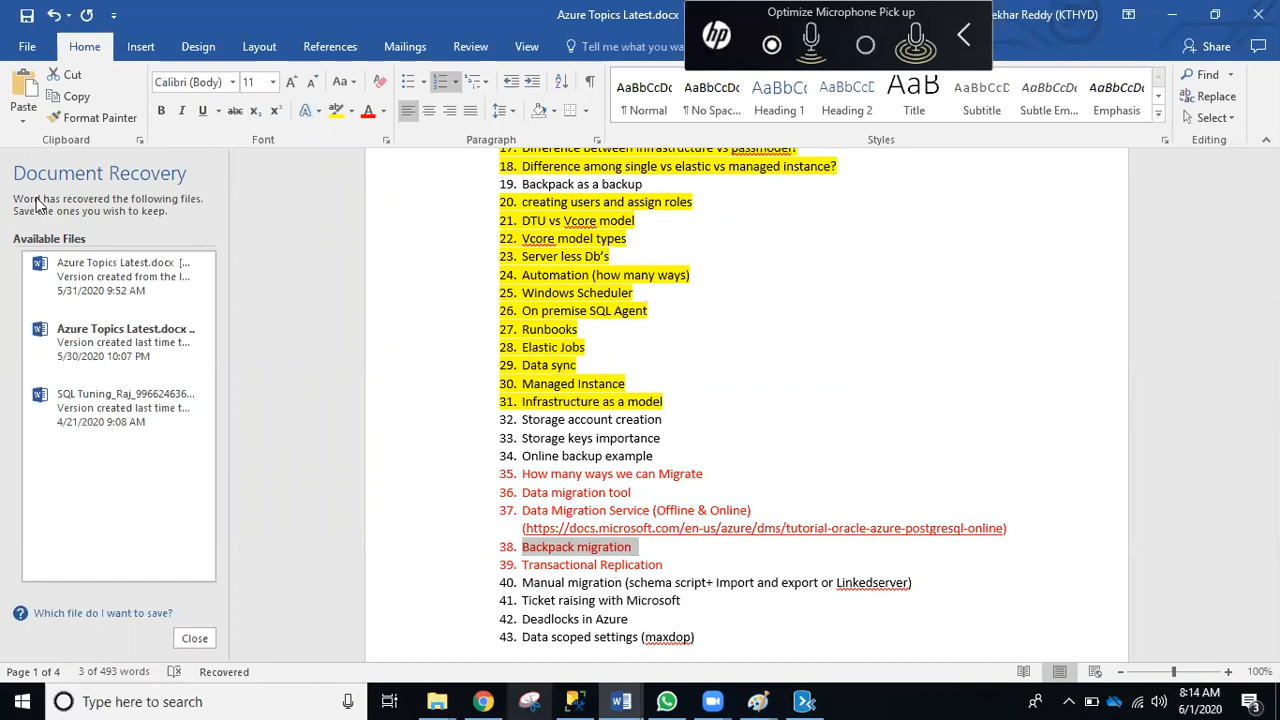 Azure Topics Latest.docx
ekhar Reddy (KTHYD)
Optimize Microphone Pick up
hp
File
Home
Insert
Design
Layout
References
Mailings
Review
View
Tell me what
Share
Paste
Cut
Copy
Format Painter
Clipboard
Calibri (Body)
11
Font
Paragraph
AaBbCcDc
¶ Normal
AaBbCcDc
¶ No Spac...
AaBbCc
Heading 1
AaBbCcD
Heading 2
AaB
Title
AaBbCcD
Subtitle
AaBbCcDc
Subtle Em...
AaBbCcDc
Emphasis
Styles
Find
Replace
Select
Editing
Document Recovery
Word has recovered the following files.
Save the ones you wish to keep.
Available Files
Azure Topics Latest.docx [...
Version created from the l...
5/31/2020 9:52 AM
Azure Topics Latest.docx ..
Version created last time t...
5/30/2020 10:07 PM
SQL Tuning_Raj_996624636...
Version created last time t...
4/21/2020 9:08 AM
Which file do I want to save?
Close
17. Difference between infrastructure vs passmodel?
18. Difference among single vs elastic vs managed instance?
19. Backpack as a backup
20. creating users and assign roles
21. DTU vs Vcore model
22. Vcore model types
23. Server less Db's
24. Automation (how many ways)
25. Windows Scheduler
26. On premise SQL Agent
27. Runbooks
28. Elastic Jobs
29. Data sync
30. Managed Instance
31. Infrastructure as a model
32. Storage account creation
33. Storage keys importance
34. Online backup example
35. How many ways we can Migrate
36. Data migration tool
37. Data Migration Service (Offline & Online)
(https://docs.microsoft.com/en-us/azure/dms/tutorial-oracle-azure-postgresql-online)
38. Backpack migration
39. Transactional Replication
40. Manual migration (schema script+ Import and export or Linkedserver)
41. Ticket raising with Microsoft
42. Deadlocks in Azure
43. Data scoped settings (maxdop)
Page 1 of 4
3 of 493 words
Recovered
100%
Type here to search
8:14 AM
6/1/2020
3